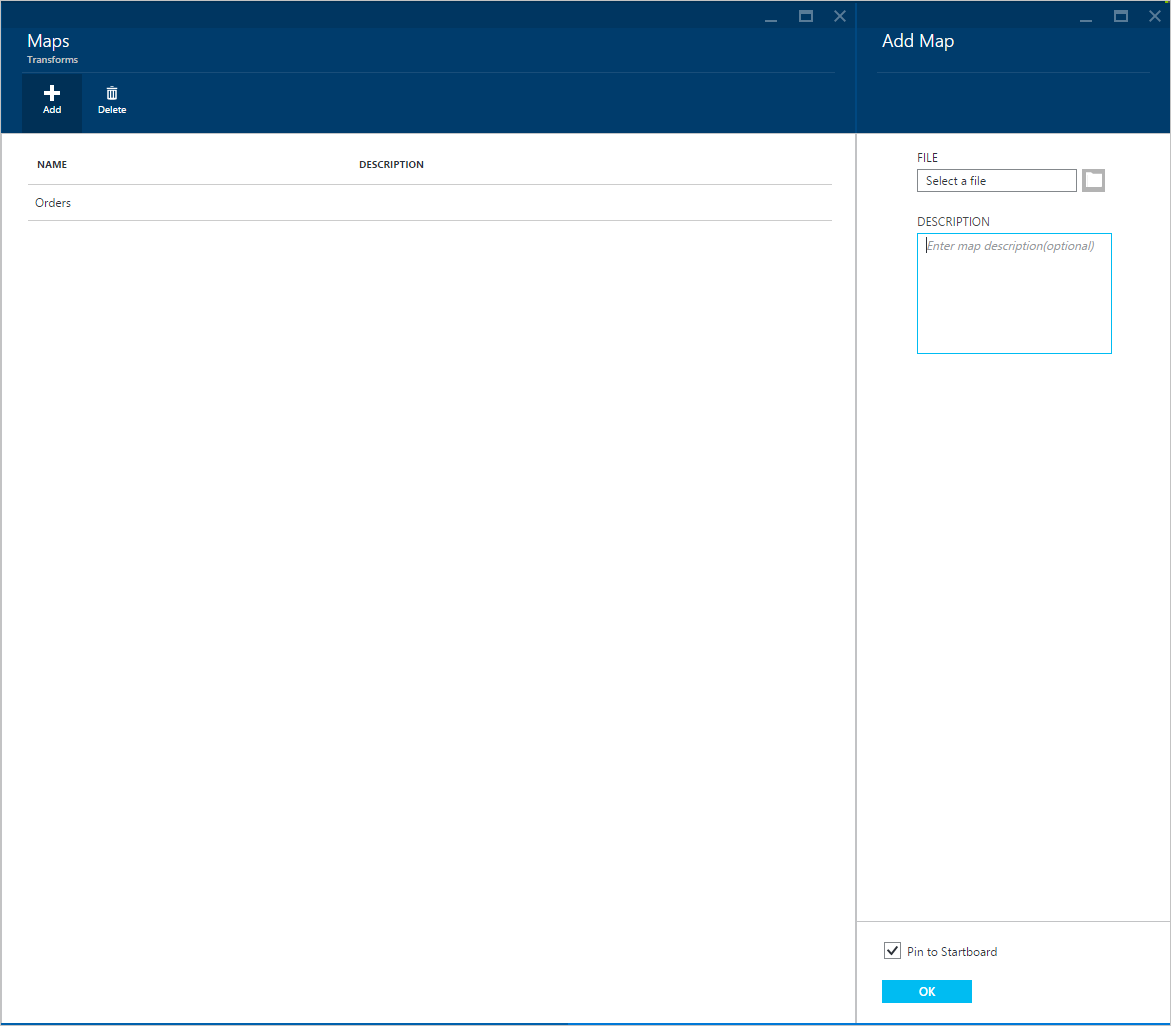 Maps
Transforms
Add
Delete
NAME DESCRIPTION
Orders
Add Map
FILE
Select a file
DESCRIPTION
Enter map description(optional)
Pin to Startboard
OK